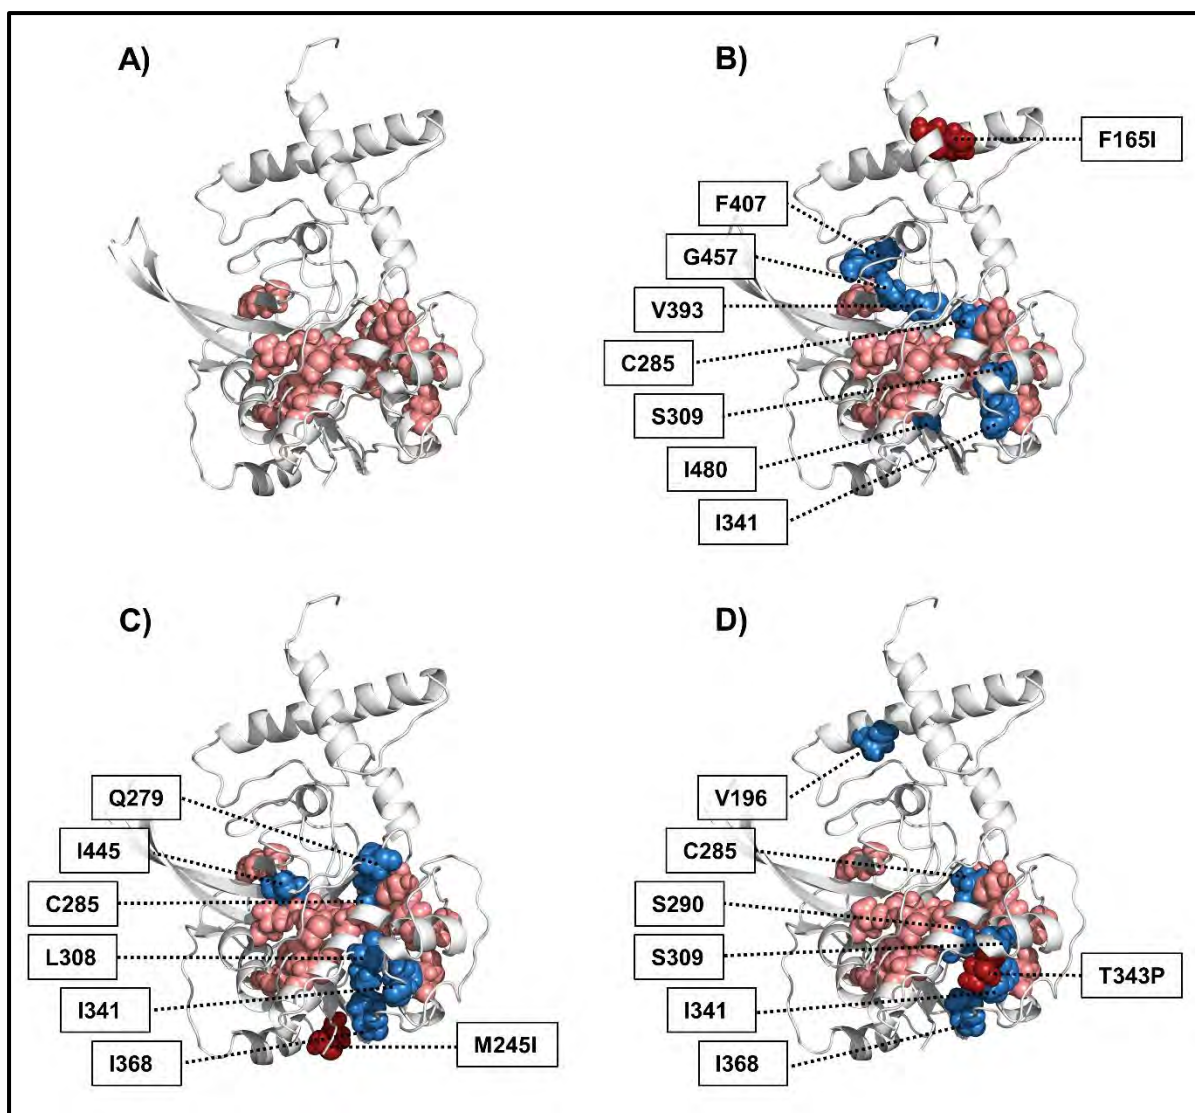 A)
B)
F165I
F407
G457
V393
C285
S309
I480
I341
C)
D)
Q279
I445
C285
L308
I341
I368
M245I
V196
C285
S290
S309
T343P
I341
I368